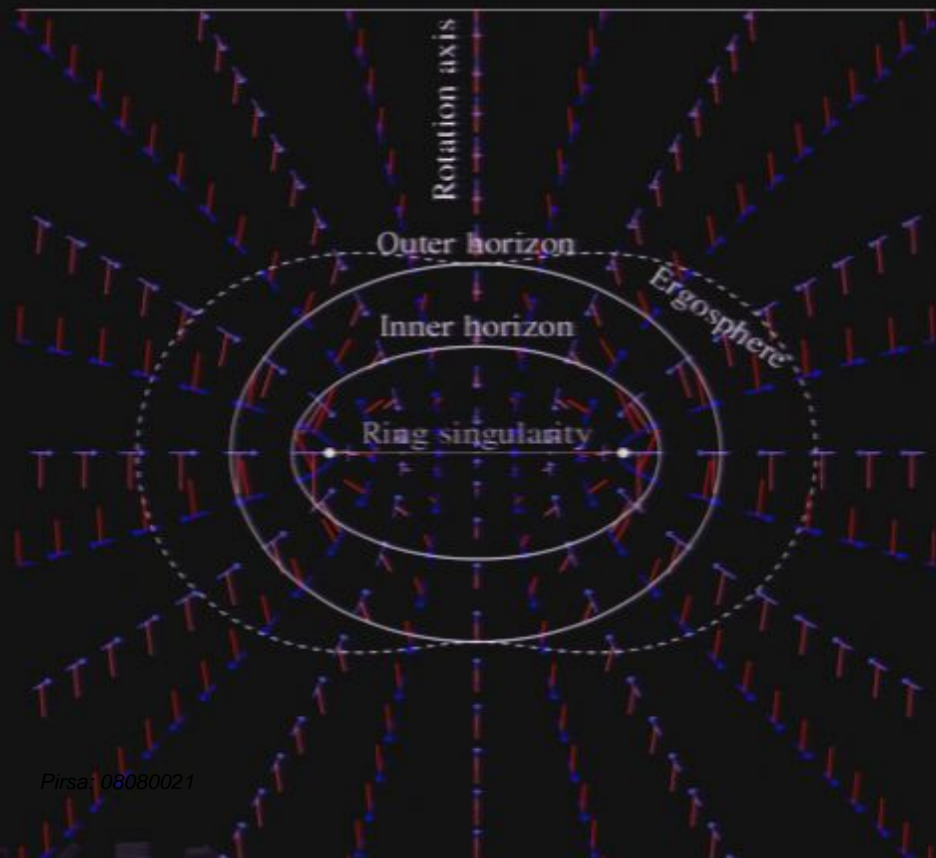 Rotation axis
Outer horizon
Ergosphere
Inner horizon
Ring singularity
Pirsa: 08080021